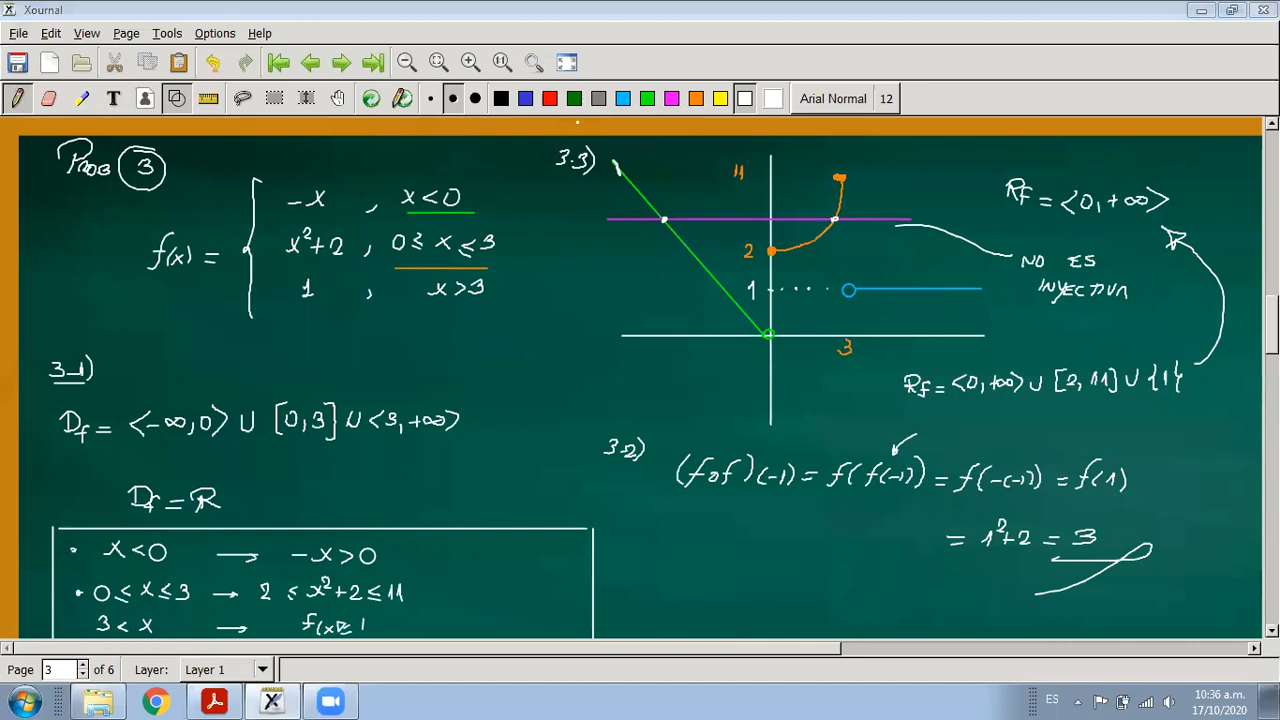 Xournal
File Edit View Page Tools Options Help
Arial Normal 12
PROB 3
f(x) = { -x , x<0
x²+2 , 0 ≤ x ≤ 3
1 , x>3
3-1)
Df = <-∞,0> ∪ [0,3] ∪ <3,+∞>
Df = ℝ
• x<0 → -x>0
• 0 ≤ x ≤ 3 → 2 ≤ x²+2 ≤ 11
3 < x → f(x)=1
3.3)
11
2
1
3
Rf = <0,+∞>
NO ES
INYECTIVA
Rf = <0,+∞> ∪ [2,11] ∪ {1}
3.2)
(f∘f)(-1) = f(f(-1)) = f(-(-1)) = f(1)
= 1²+2 = 3
Page 3 of 6 Layer: Layer 1
ES 10:36 a.m.
17/10/2020